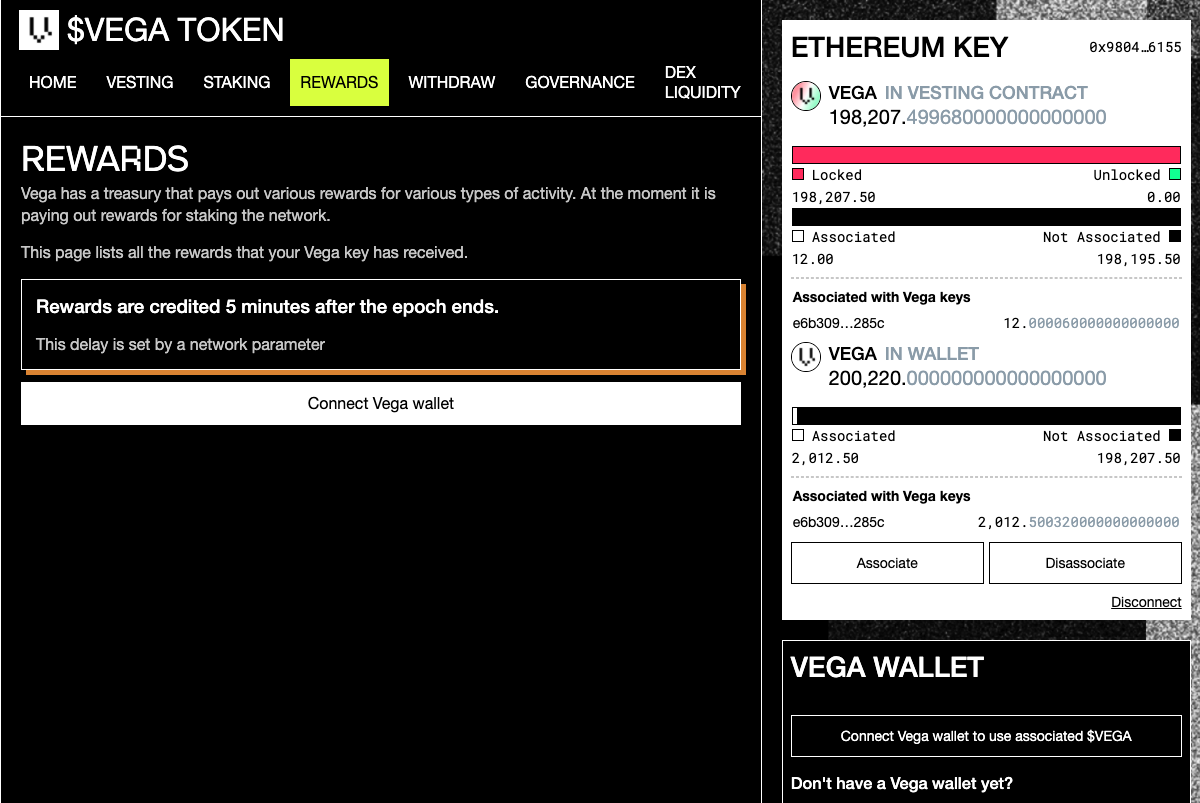 $VEGA TOKEN
HOME VESTING STAKING REWARDS WITHDRAW GOVERNANCE DEX LIQUIDITY
REWARDS
Vega has a treasury that pays out various rewards for various types of activity. At the moment it is
paying out rewards for staking the network.
This page lists all the rewards that your Vega key has received.
Rewards are credited 5 minutes after the epoch ends.
This delay is set by a network parameter
Connect Vega wallet
ETHEREUM KEY 0x9804…6155
VEGA IN VESTING CONTRACT
198,207.499680000000000000
Locked Unlocked
198,207.50 0.00
Associated Not Associated
12.00 198,195.50
Associated with Vega keys
e6b309…285c 12.000060000000000000
VEGA IN WALLET
200,220.000000000000000000
Associated Not Associated
2,012.50 198,207.50
Associated with Vega keys
e6b309…285c 2,012.500320000000000000
Associate Disassociate
Disconnect
VEGA WALLET
Connect Vega wallet to use associated $VEGA
Don't have a Vega wallet yet?